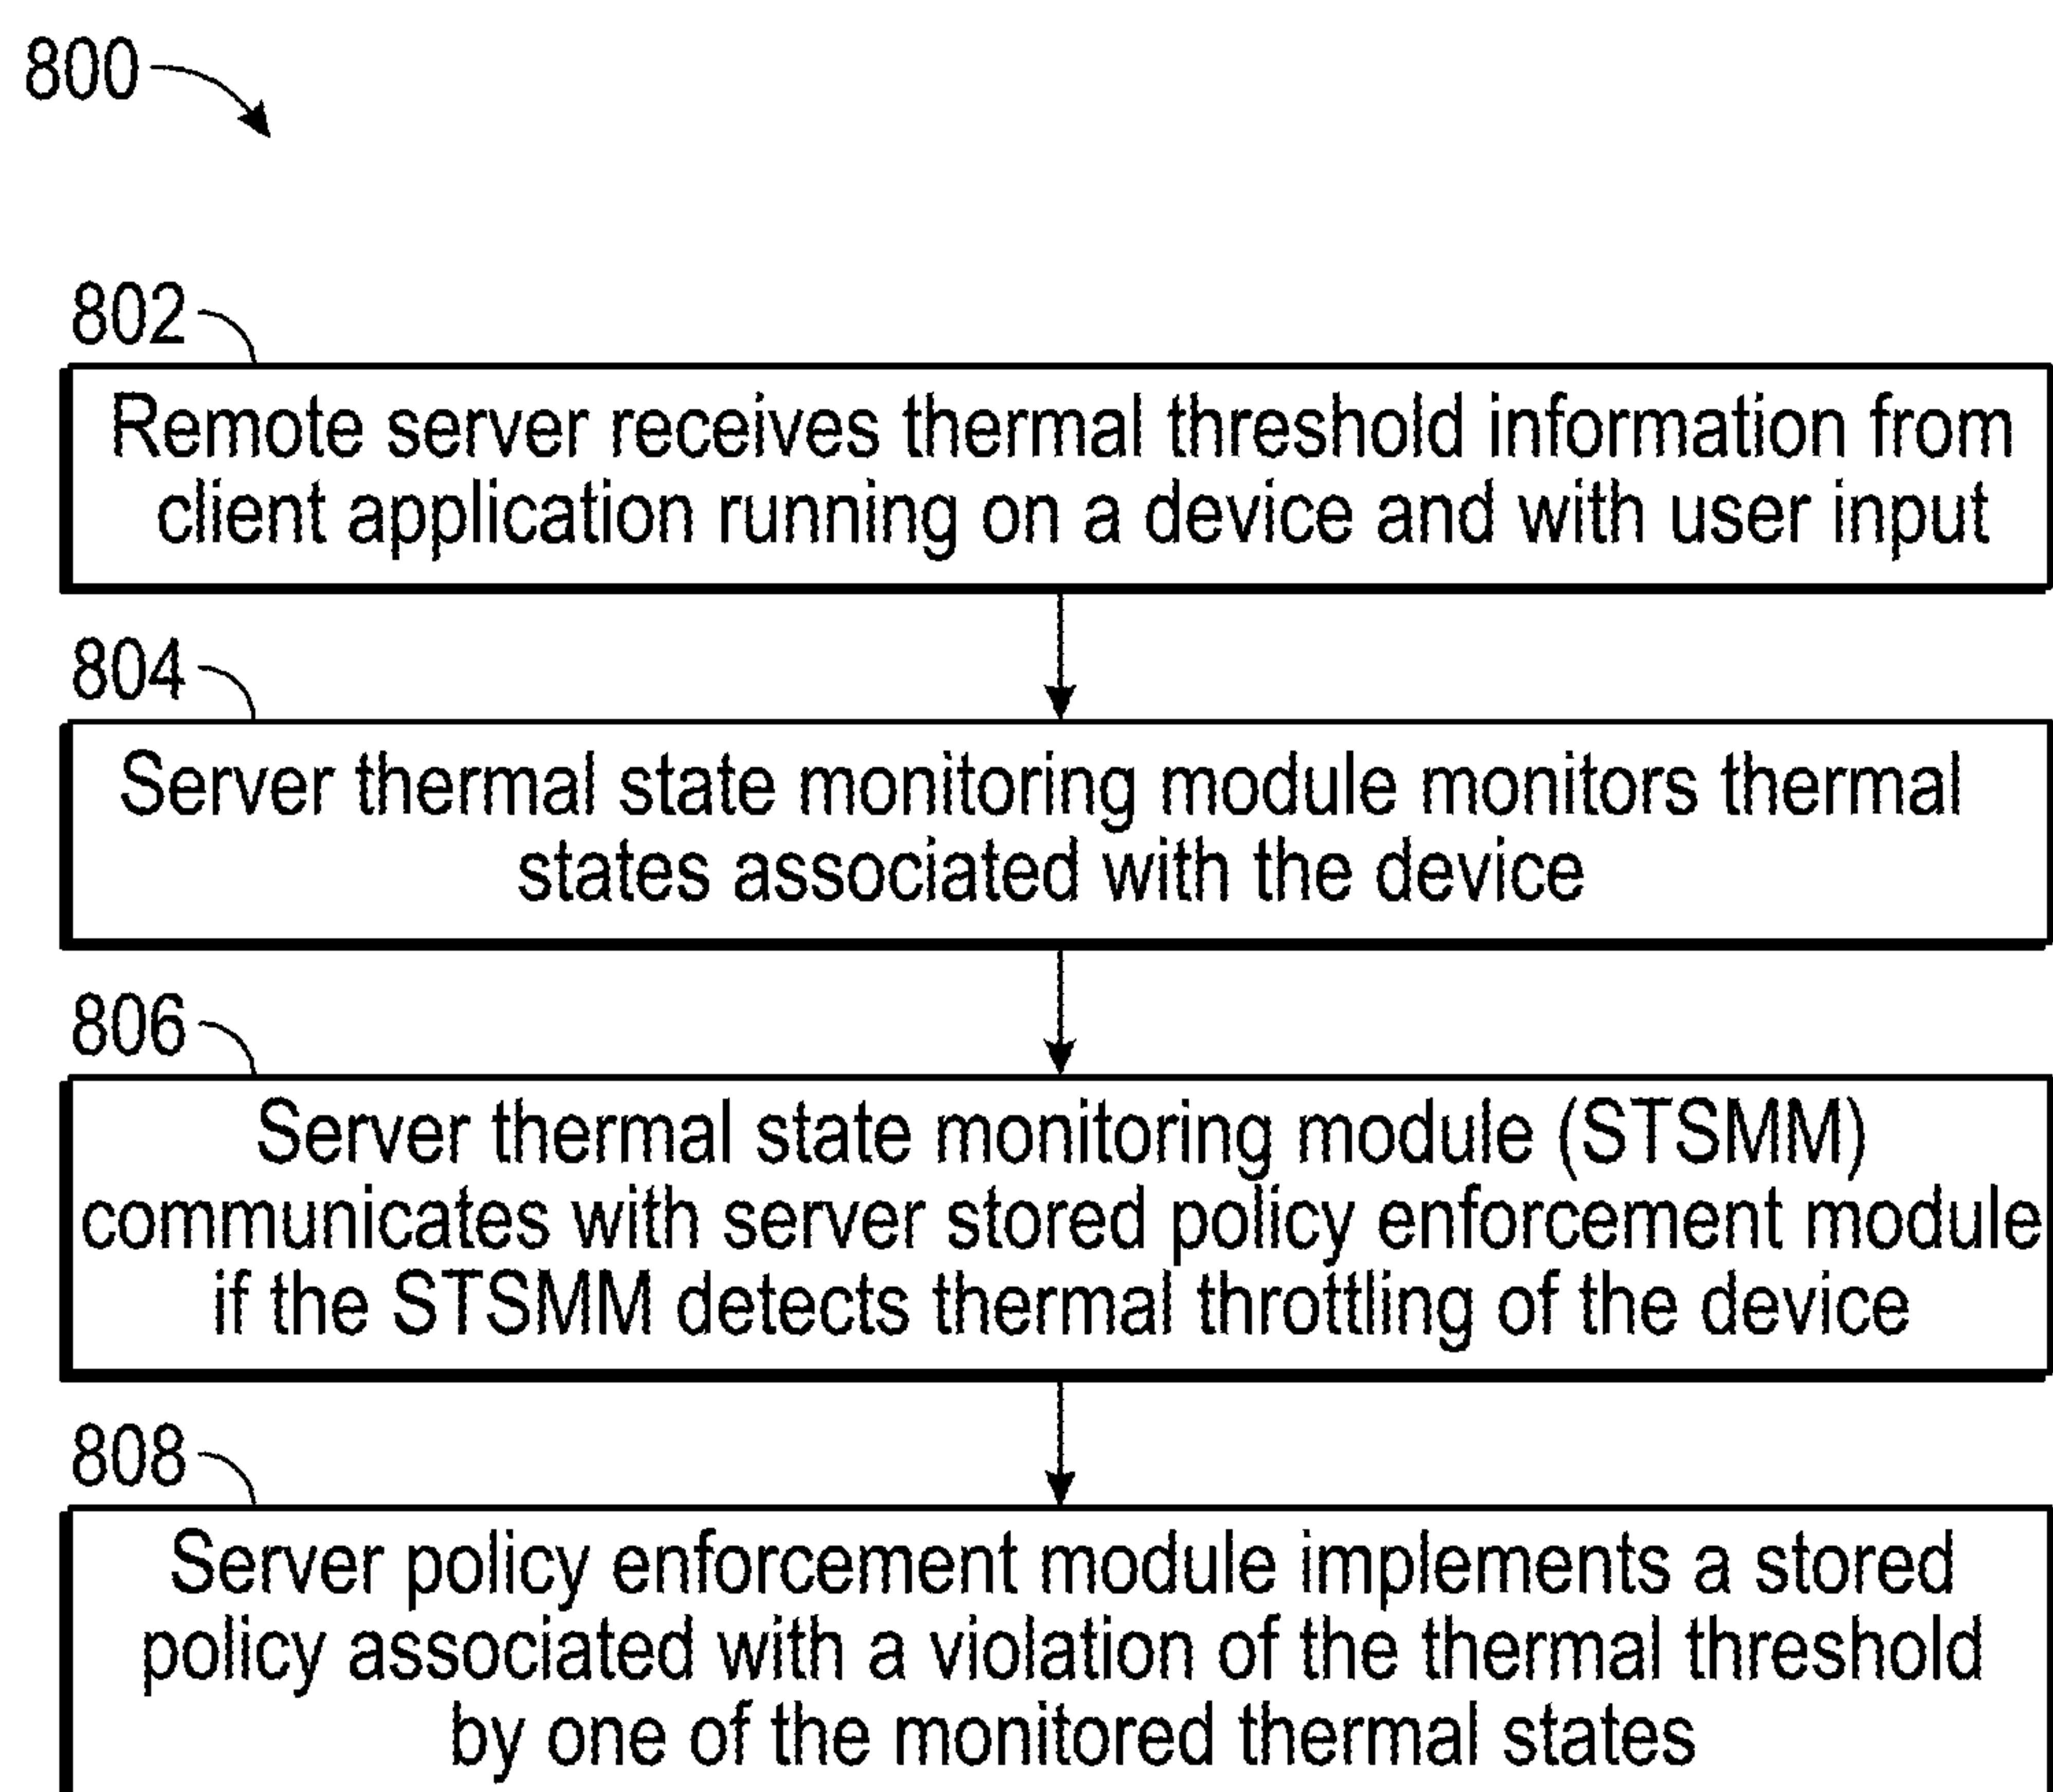 800
802
Remote server receives thermal threshold information from
client application running on a device and with user input
804
Server thermal state monitoring module monitors thermal
states associated with the device
806
Server thermal state monitoring module (STSMM)
communicates with server stored policy enforcement module
if the STSMM detects thermal throttling of the device
808
Server policy enforcement module implements a stored
policy associated with a violation of the thermal threshold
by one of the monitored thermal states